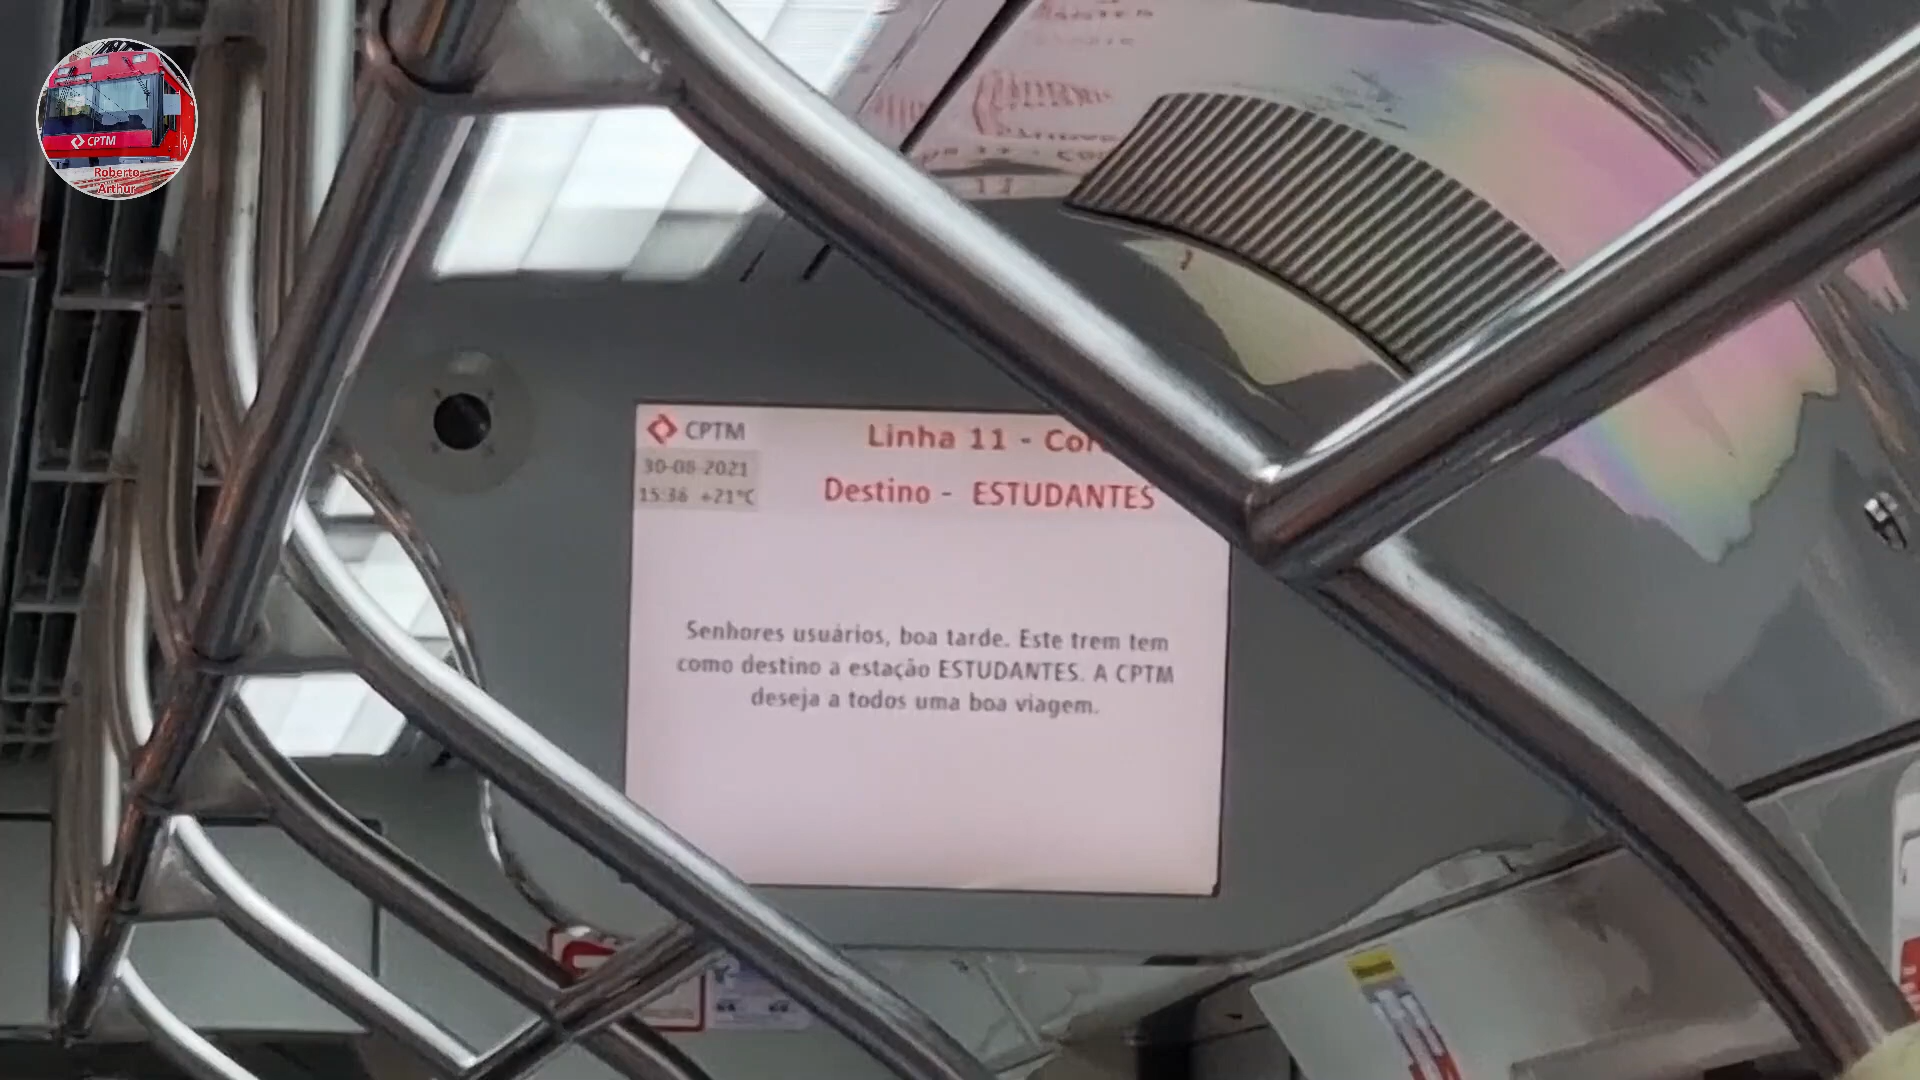 CPTM
Roberto
Arthur
CPTM
Linha 11 - Cor
30-08-2021
15:36 +21°C
Destino - ESTUDANTES
Senhores usuários, boa tarde. Este trem tem
como destino a estação ESTUDANTES. A CPTM
deseja a todos uma boa viagem.